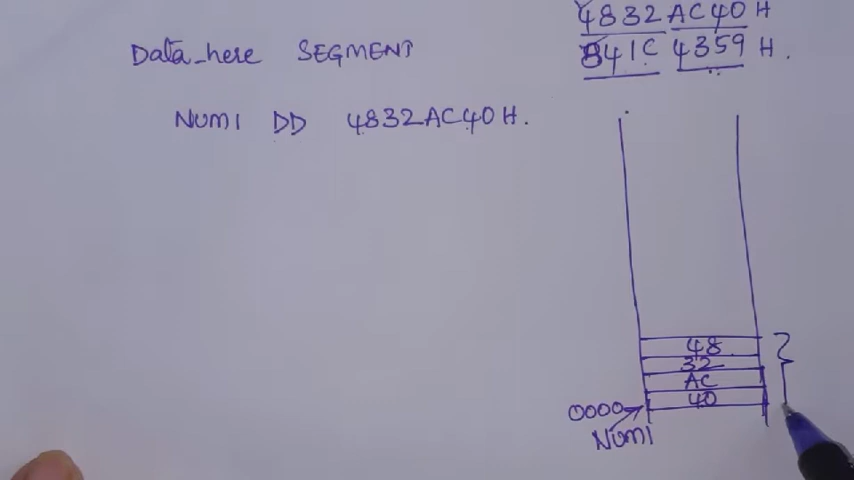 4832 AC40 H
841C 4359 H.
Data_here SEGMENT
NUM1 DD 4832AC40H.
48
32
AC
40
0000
NUM1